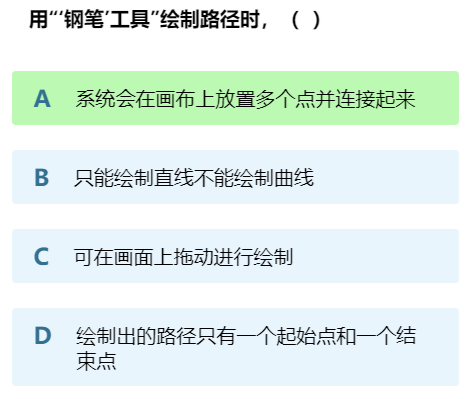 用“‘钢笔’工具”绘制路径时，（ ）
A 系统会在画布上放置多个点并连接起来
B 只能绘制直线不能绘制曲线
C 可在画面上拖动进行绘制
D 绘制出的路径只有一个起始点和一个结
束点